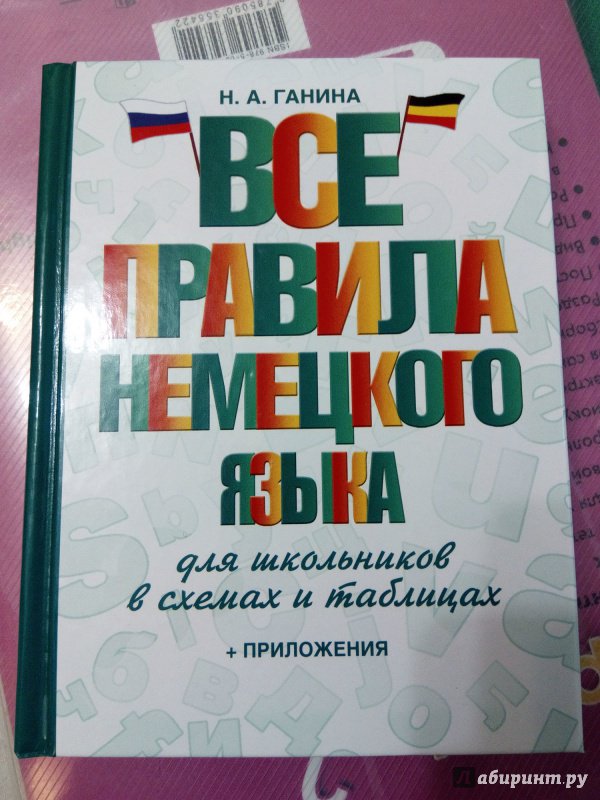 Н. А. ГАНИНА
ВСЕ
ПРАВИЛА
НЕМЕЦКОГО
ЯЗЫКА
для школьников
в схемах и таблицах
+ ПРИЛОЖЕНИЯ
Лабиринт.ру